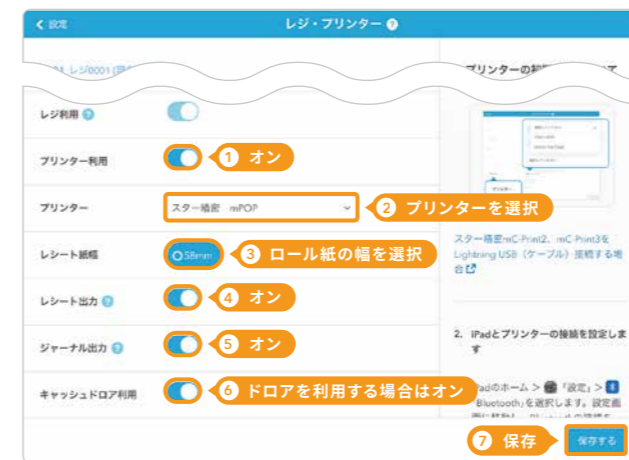 設定
レジ・プリンター
レジ利用
プリンター利用
1 オン
プリンター
スター精密 mPOP
2 プリンターを選択
レシート紙幅
58mm
3 ロール紙の幅を選択
レシート出力
4 オン
ジャーナル出力
5 オン
キャッシュドロア利用
6 ドロアを利用する場合はオン
プリンターの
スター精密mC-Print2、mC-Print3を
Lightning USB（ケーブル）接続する場
合
2. iPadとプリンターの接続を設定しま
す
iPadのホーム > 「設定」 >
「Bluetooth」を選択します。設定画
7 保存
保存する